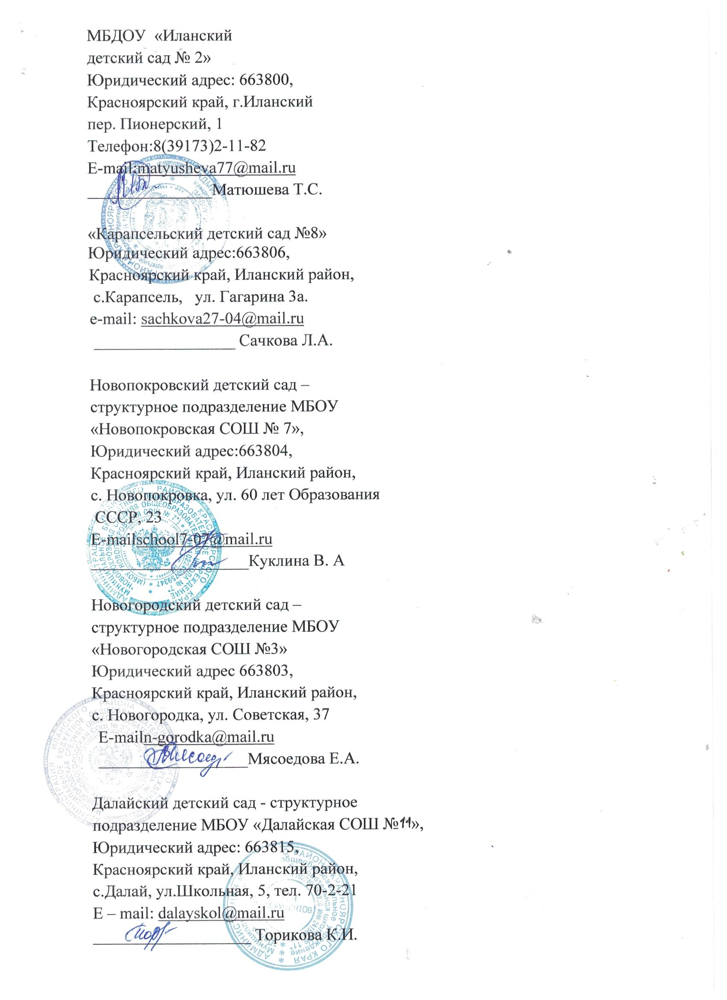 МБДОУ «Иланский
детский сад № 2»
Юридический адрес: 663800,
Красноярский край, г.Иланский
пер. Пионерский, 1
Телефон:8(39173)2-11-82
E-mail:matyusheva77@mail.ru
_______________Матюшева Т.С.
«Карапсельский детский сад №8»
Юридический адрес:663806,
Красноярский край, Иланский район,
с.Карапсель, ул. Гагарина 3а.
e-mail: sachkova27-04@mail.ru
_________________ Сачкова Л.А.
Новопокровский детский сад –
структурное подразделение МБОУ
«Новопокровская СОШ № 7»,
Юридический адрес:663804,
Красноярский край, Иланский район,
с. Новопокровка, ул. 60 лет Образования
СССР, 23
E-mailschool7-07@mail.ru
___________________Куклина В. А
Новогородский детский сад –
структурное подразделение МБОУ
«Новогородская СОШ №3»
Юридический адрес 663803,
Красноярский край, Иланский район,
с. Новогородка, ул. Советская, 37
E-mailn-gorodka@mail.ru
__________________Мясоедова Е.А.
Далайский детский сад - структурное
подразделение МБОУ «Далайская СОШ №11»,
Юридический адрес: 663815,
Красноярский край, Иланский район,
с.Далай, ул.Школьная, 5, тел. 70-2-21
E – mail: dalayskol@mail.ru
___________________ Торикова К.И.